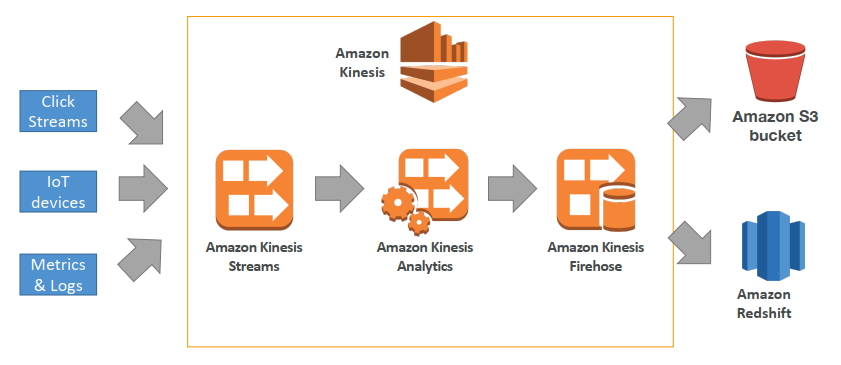 Amazon
Kinesis
Click
Streams
IoT
devices
Metrics
& Logs
Amazon Kinesis
Streams
Amazon Kinesis
Analytics
Amazon Kinesis
Firehose
Amazon S3
bucket
Amazon
Redshift